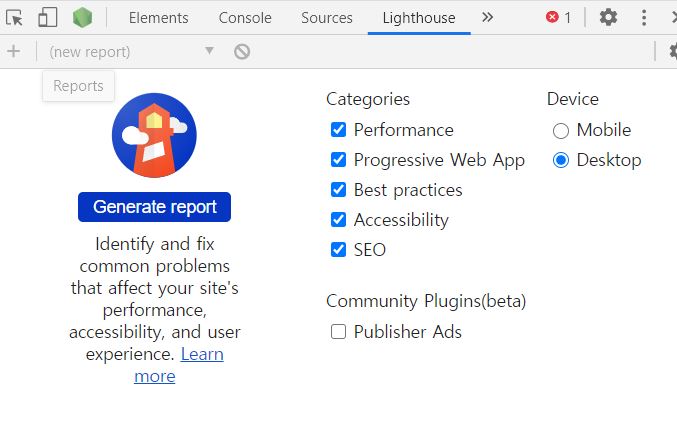 Elements Console Sources Lighthouse » 1
(new report)
Reports
Generate report
Identify and fix
common problems
that affect your site's
performance,
accessibility, and user
experience. Learn
more
Categories
Performance
Progressive Web App
Best practices
Accessibility
SEO
Community Plugins(beta)
Publisher Ads
Device
Mobile
Desktop